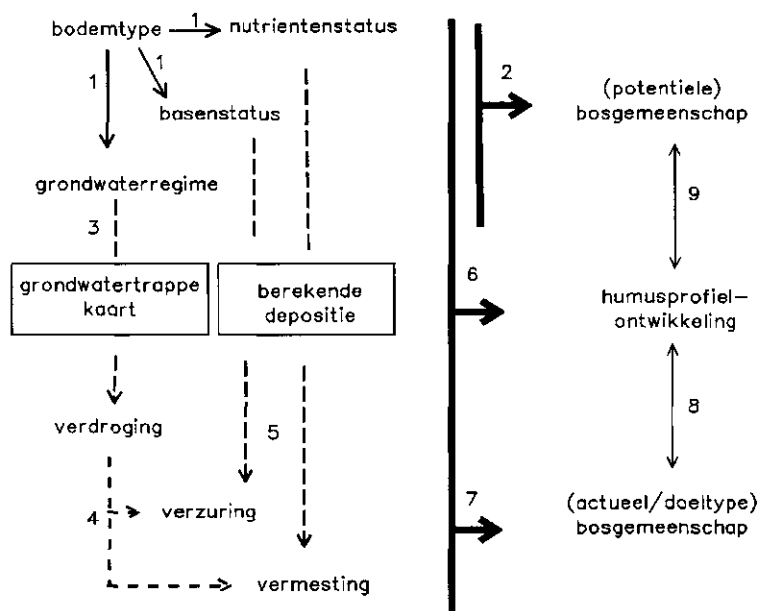 bodemtype
1
nutrientenstatus
1
1
basenstatus
grondwaterregime
3
grondwatertrappe
kaart
berekende
depositie
verdroging
5
4
verzuring
vermesting
2
(potentiele)
bosgemeenschap
9
6
humusprofiel-
ontwikkeling
8
7
(actueel/doeltype)
bosgemeenschap